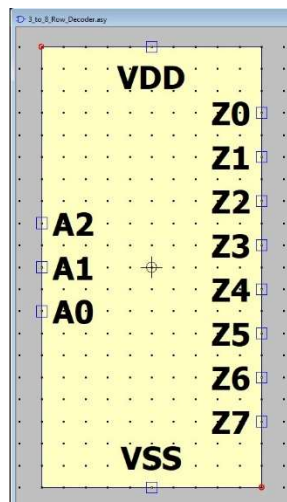 3_to_8_Row_Decoder.asy
VDD
Z0
Z1
Z2
A2
Z3
A1
Z4
A0
Z5
Z6
Z7
VSS